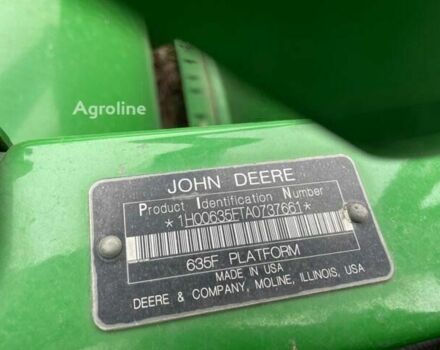 Agroline
JOHN DEERE
Product Identification Number
*1H00635FTA0737661*
635F PLATFORM
MADE IN USA
DEERE & COMPANY, MOLINE, ILLINOIS, USA